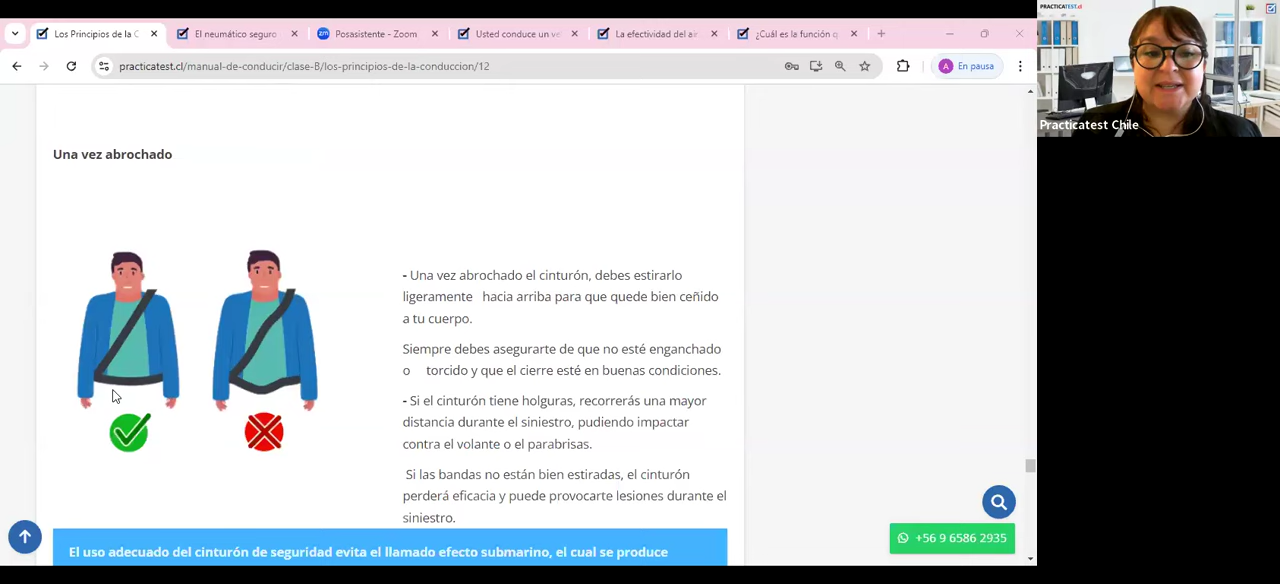 Los Principios de la C
El neumático seguro
Posasistente - Zoom
Usted conduce un ve
La efectividad del air
¿Cuál es la función q
practicatest.cl/manual-de-conducir/clase-B/los-principios-de-la-conduccion/12
A En pausa
PRACTICATEST.cl
Practicatest Chile
Una vez abrochado
- Una vez abrochado el cinturón, debes estirarlo
ligeramente hacia arriba para que quede bien ceñido
a tu cuerpo.
Siempre debes asegurarte de que no esté enganchado
o torcido y que el cierre esté en buenas condiciones.
- Si el cinturón tiene holguras, recorrerás una mayor
distancia durante el siniestro, pudiendo impactar
contra el volante o el parabrisas.
Si las bandas no están bien estiradas, el cinturón
perderá eficacia y puede provocarte lesiones durante el
siniestro.
El uso adecuado del cinturón de seguridad evita el llamado efecto submarino, el cual se produce
+56 9 6586 2935